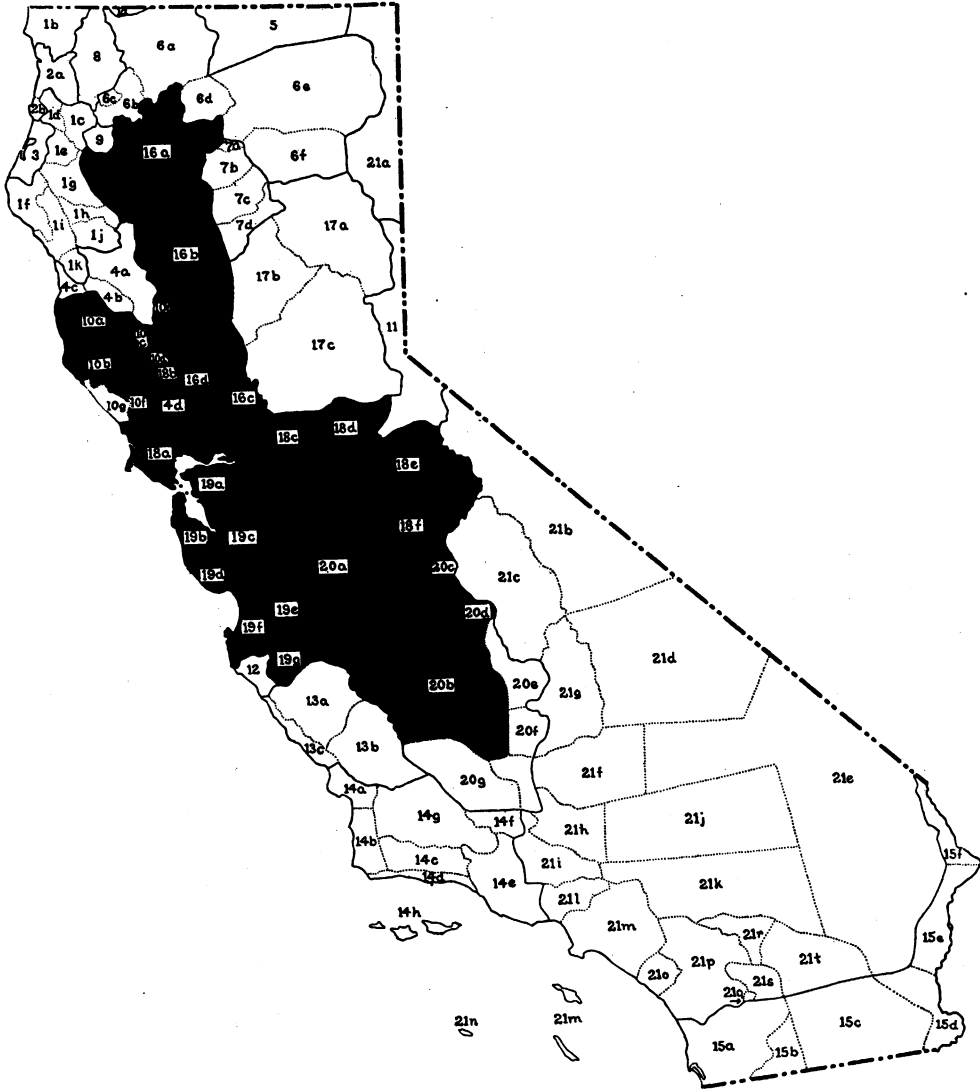 1b
5
6a
8
2a
6c
6b
6d
6e
2b
1d
1c
9
7a
3
1e
16a
7b
6f
21a
1g
7c
1f
1h
1i
1j
7d
17a
16b
1k
4a
17b
4c
4b
10a
11
17c
10b
18b
16d
16c
10g
10f
4d
18d
18c
18a
18e
19a
18f
21b
19b
19c
20a
20c
21c
19d
19e
20d
19f
19g
12
21d
20b
20e
21g
13a
20f
13c
13b
21f
20g
21e
14a
14g
14f
21h
21j
14b
14c
21i
15f
14d
14e
21k
21l
14h
21m
21r
15e
21p
21t
21o
21s
21q
21n
21m
15c
15d
15a
15b